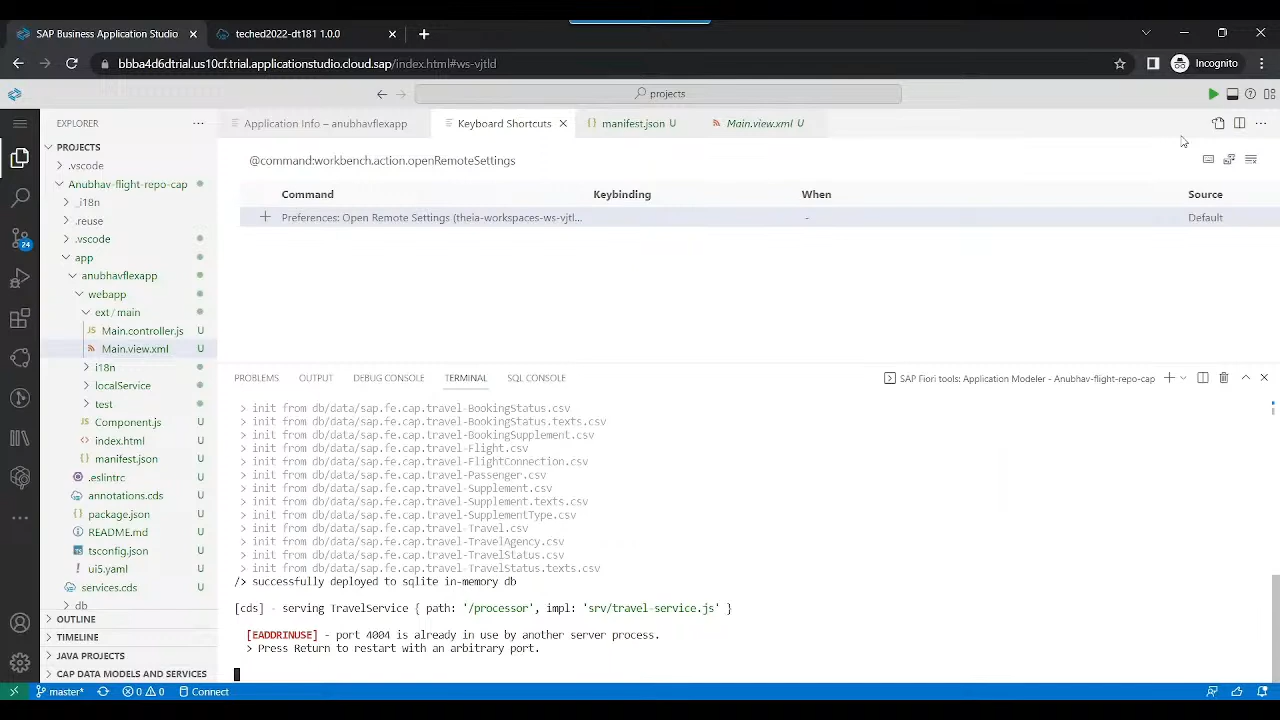 SAP Business Application Studio
teched2022-dt181 1.0.0
bbba4d6dtrial.us10cf.trial.applicationstudio.cloud.sap/index.html#ws-vjtld
Incognito
projects
EXPLORER
Application Info – anubhavflexapp
Keyboard Shortcuts
manifest.json U
Main.view.xml U
PROJECTS
.vscode
Anubhav-flight-repo-cap
_i18n
.reuse
.vscode
app
anubhavflexapp
webapp
ext/main
JS Main.controller.js U
Main.view.xml U
i18n
localService
test
JS Component.js U
index.html U
{} manifest.json U
.eslintrc U
annotations.cds U
{} package.json U
README.md U
tsconfig.json U
ui5.yaml U
services.cds U
db
OUTLINE
TIMELINE
JAVA PROJECTS
CAP DATA MODELS AND SERVICES
24
@command:workbench.action.openRemoteSettings
Command Keybinding When Source
Preferences: Open Remote Settings (theia-workspaces-ws-vjtl... - Default
PROBLEMS OUTPUT DEBUG CONSOLE TERMINAL SQL CONSOLE
SAP Fiori tools: Application Modeler - Anubhav-flight-repo-cap
> init from db/data/sap.fe.cap.travel-BookingStatus.csv
> init from db/data/sap.fe.cap.travel-BookingStatus.texts.csv
> init from db/data/sap.fe.cap.travel-BookingSupplement.csv
> init from db/data/sap.fe.cap.travel-Flight.csv
> init from db/data/sap.fe.cap.travel-FlightConnection.csv
> init from db/data/sap.fe.cap.travel-Passenger.csv
> init from db/data/sap.fe.cap.travel-Supplement.csv
> init from db/data/sap.fe.cap.travel-Supplement.texts.csv
> init from db/data/sap.fe.cap.travel-SupplementType.csv
> init from db/data/sap.fe.cap.travel-Travel.csv
> init from db/data/sap.fe.cap.travel-TravelAgency.csv
> init from db/data/sap.fe.cap.travel-TravelStatus.csv
> init from db/data/sap.fe.cap.travel-TravelStatus.texts.csv
/> successfully deployed to sqlite in-memory db
[cds] - serving TravelService { path: '/processor', impl: 'srv/travel-service.js' }
[EADDRINUSE] - port 4004 is already in use by another server process.
> Press Return to restart with an arbitrary port.
master* 0 0 Connect